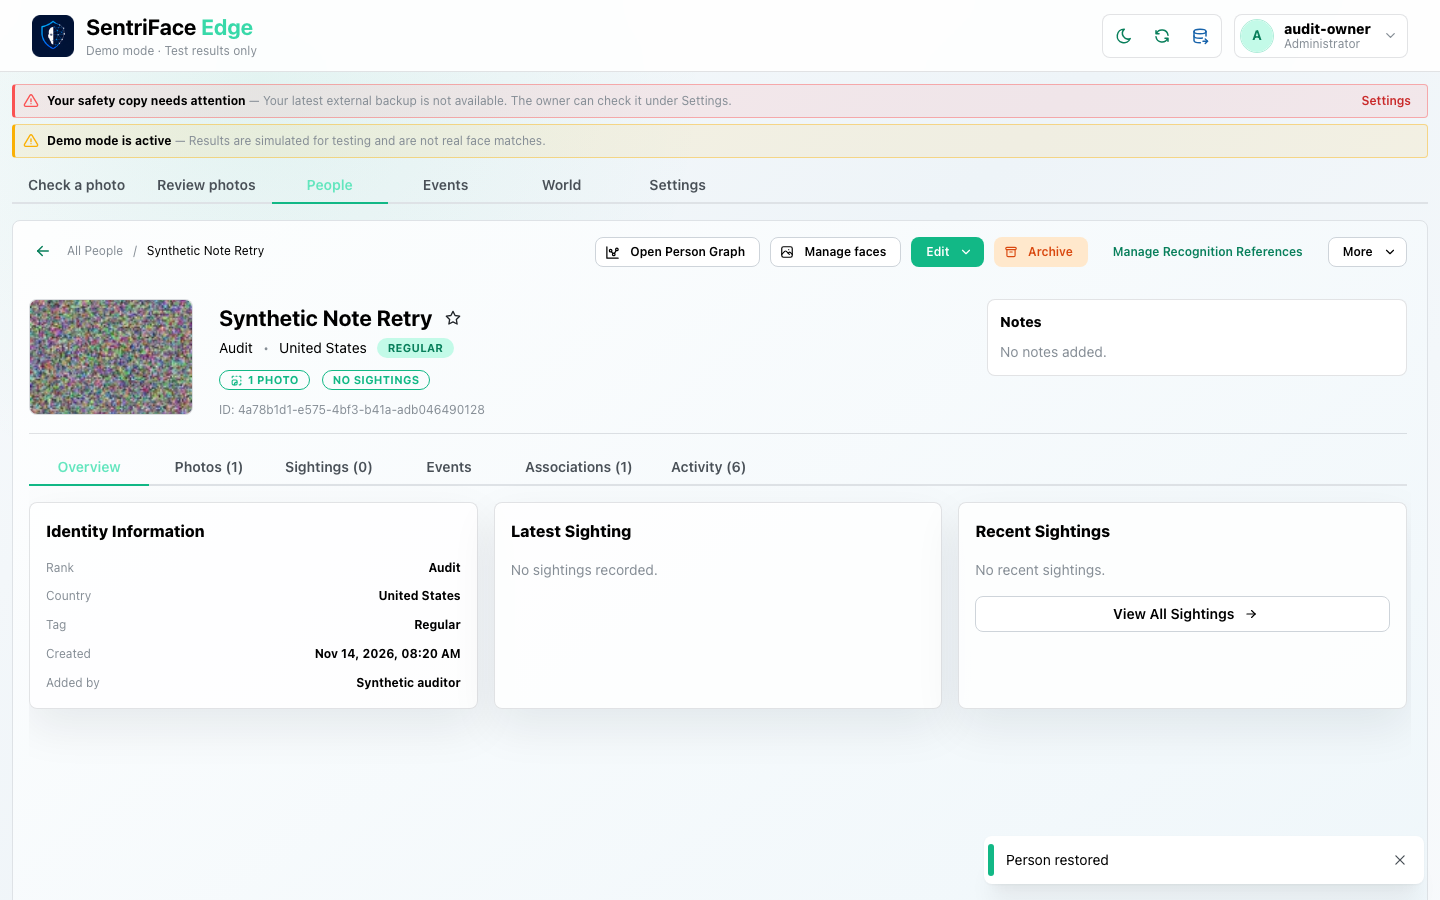 SentriFace Edge
Demo mode · Test results only
A
audit-owner
Administrator
Your safety copy needs attention — Your latest external backup is not available. The owner can check it under Settings.
Settings
Demo mode is active — Results are simulated for testing and are not real face matches.
Check a photo
Review photos
People
Events
World
Settings
All People / Synthetic Note Retry
Open Person Graph
Manage faces
Edit
Archive
Manage Recognition References
More
Synthetic Note Retry
Audit • United States REGULAR
1 PHOTO
NO SIGHTINGS
ID: 4a78b1d1-e575-4bf3-b41a-adb046490128
Notes
No notes added.
Overview
Photos (1)
Sightings (0)
Events
Associations (1)
Activity (6)
Identity Information
Rank Audit
Country United States
Tag Regular
Created Nov 14, 2026, 08:20 AM
Added by Synthetic auditor
Latest Sighting
No sightings recorded.
Recent Sightings
No recent sightings.
View All Sightings
Person restored